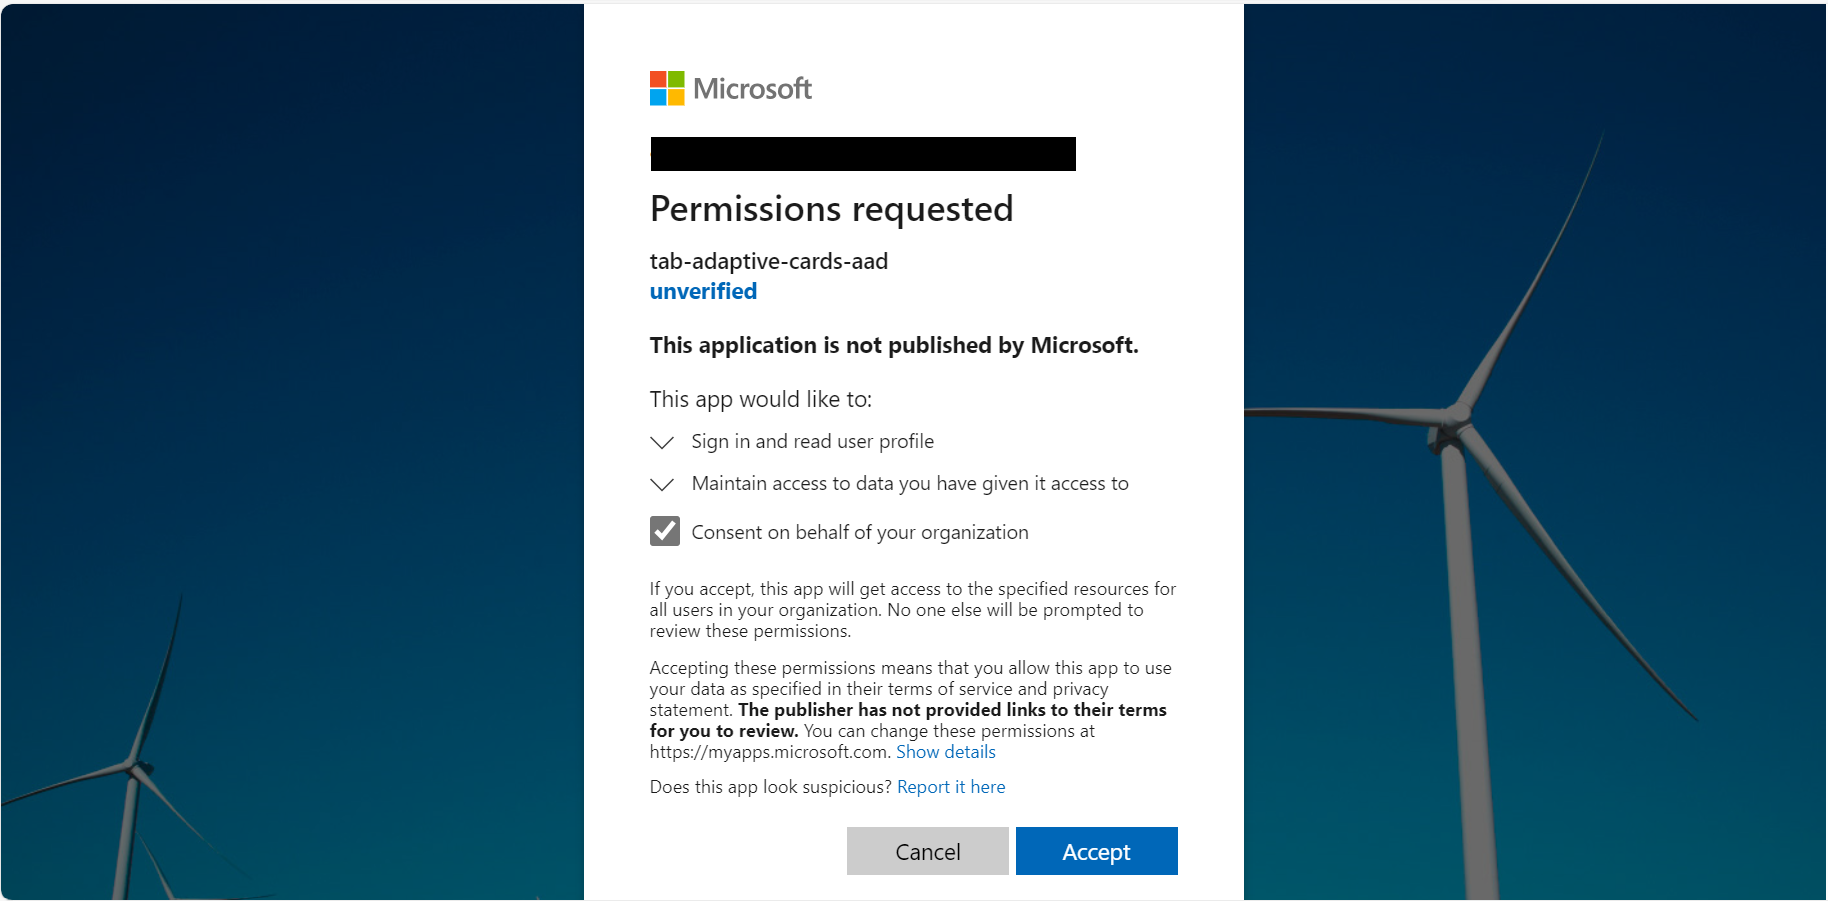 Microsoft
Permissions requested
tab-adaptive-cards-aad
unverified
This application is not published by Microsoft.
This app would like to:
Sign in and read user profile
Maintain access to data you have given it access to
Consent on behalf of your organization
If you accept, this app will get access to the specified resources for
all users in your organization. No one else will be prompted to
review these permissions.
Accepting these permissions means that you allow this app to use
your data as specified in their terms of service and privacy
statement. The publisher has not provided links to their terms
for you to review. You can change these permissions at
https://myapps.microsoft.com. Show details
Does this app look suspicious? Report it here
Cancel Accept